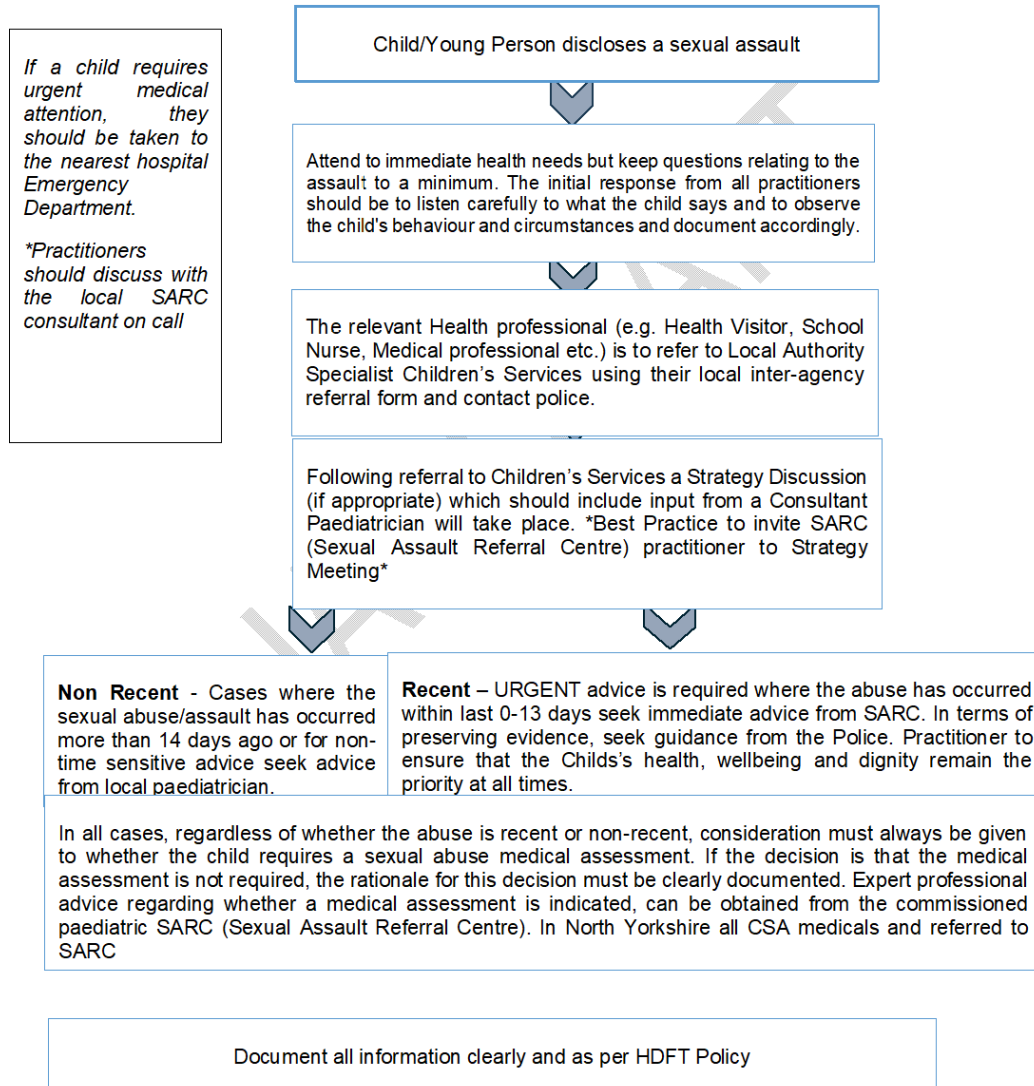 If a child requires
urgent medical
attention, they
should be taken to
the nearest hospital
Emergency
Department.
*Practitioners
should discuss with
the local SARC
consultant on call
Child/Young Person discloses a sexual assault
Attend to immediate health needs but keep questions relating to the
assault to a minimum. The initial response from all practitioners
should be to listen carefully to what the child says and to observe
the child's behaviour and circumstances and document accordingly.
The relevant Health professional (e.g. Health Visitor, School
Nurse, Medical professional etc.) is to refer to Local Authority
Specialist Children’s Services using their local inter-agency
referral form and contact police.
Following referral to Children’s Services a Strategy Discussion
(if appropriate) which should include input from a Consultant
Paediatrician will take place. *Best Practice to invite SARC
(Sexual Assault Referral Centre) practitioner to Strategy
Meeting*
Non Recent - Cases where the
sexual abuse/assault has occurred
more than 14 days ago or for non-
time sensitive advice seek advice
from local paediatrician.
Recent – URGENT advice is required where the abuse has occurred
within last 0-13 days seek immediate advice from SARC. In terms of
preserving evidence, seek guidance from the Police. Practitioner to
ensure that the Childs’s health, wellbeing and dignity remain the
priority at all times.
In all cases, regardless of whether the abuse is recent or non-recent, consideration must always be given
to whether the child requires a sexual abuse medical assessment. If the decision is that the medical
assessment is not required, the rationale for this decision must be clearly documented. Expert professional
advice regarding whether a medical assessment is indicated, can be obtained from the commissioned
paediatric SARC (Sexual Assault Referral Centre). In North Yorkshire all CSA medicals and referred to
SARC
Document all information clearly and as per HDFT Policy